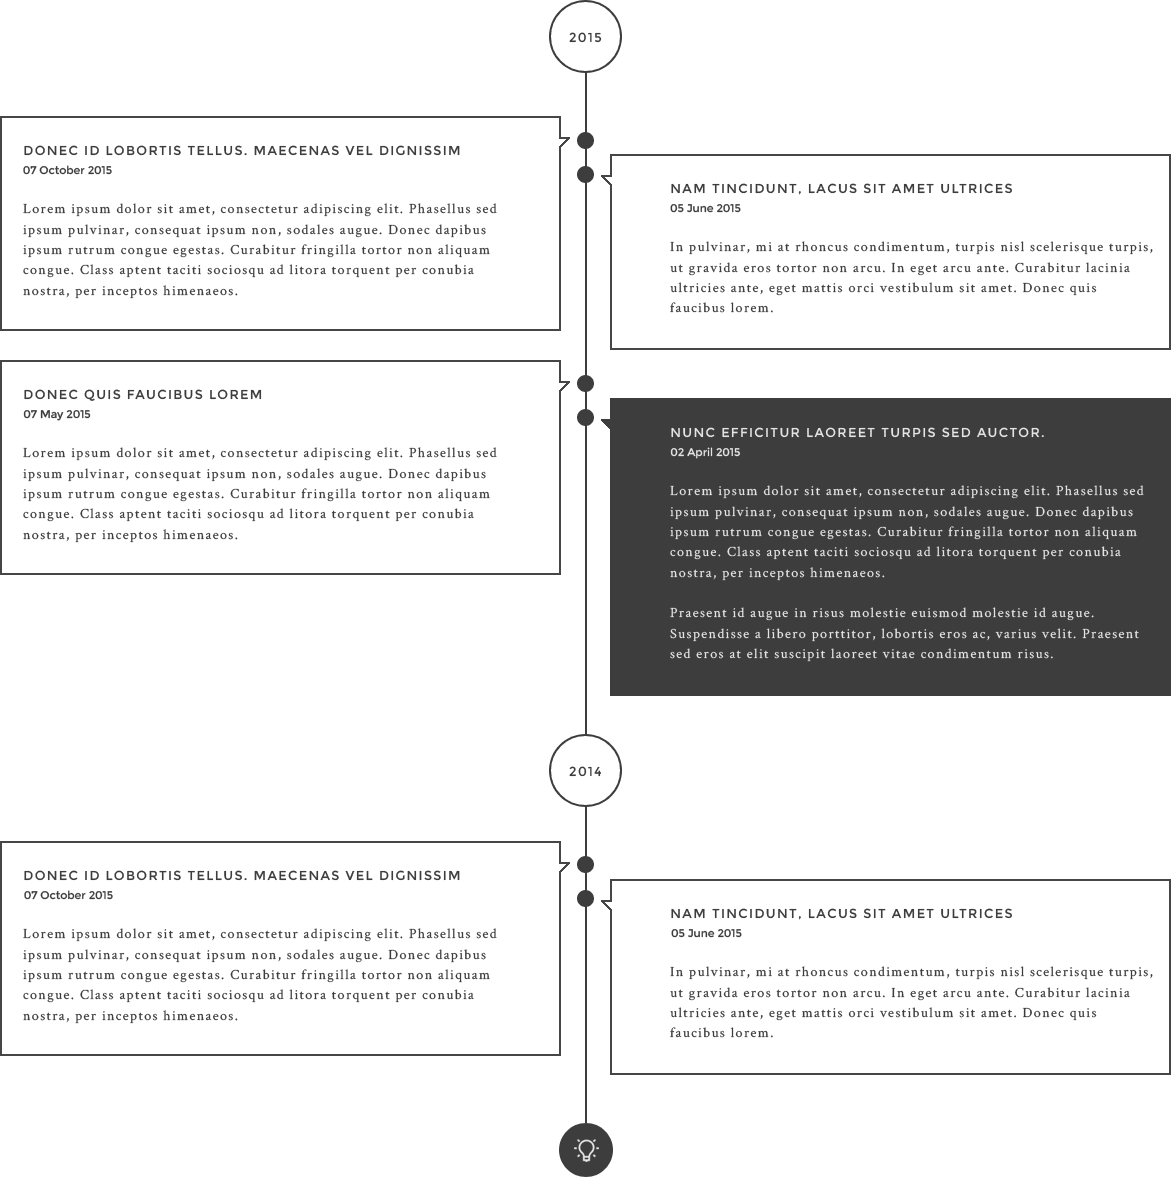 2015
DONEC ID LOBORTIS TELLUS. MAECENAS VEL DIGNISSIM
07 October 2015
Lorem ipsum dolor sit amet, consectetur adipiscing elit. Phasellus sed
ipsum pulvinar, consequat ipsum non, sodales augue. Donec dapibus
ipsum rutrum congue egestas. Curabitur fringilla tortor non aliquam
congue. Class aptent taciti sociosqu ad litora torquent per conubia
nostra, per inceptos himenaeos.
NAM TINCIDUNT, LACUS SIT AMET ULTRICES
05 June 2015
In pulvinar, mi at rhoncus condimentum, turpis nisl scelerisque turpis,
ut gravida eros tortor non arcu. In eget arcu ante. Curabitur lacinia
ultricies ante, eget mattis orci vestibulum sit amet. Donec quis
faucibus lorem.
DONEC QUIS FAUCIBUS LOREM
07 May 2015
Lorem ipsum dolor sit amet, consectetur adipiscing elit. Phasellus sed
ipsum pulvinar, consequat ipsum non, sodales augue. Donec dapibus
ipsum rutrum congue egestas. Curabitur fringilla tortor non aliquam
congue. Class aptent taciti sociosqu ad litora torquent per conubia
nostra, per inceptos himenaeos.
NUNC EFFICITUR LAOREET TURPIS SED AUCTOR.
02 April 2015
Lorem ipsum dolor sit amet, consectetur adipiscing elit. Phasellus sed
ipsum pulvinar, consequat ipsum non, sodales augue. Donec dapibus
ipsum rutrum congue egestas. Curabitur fringilla tortor non aliquam
congue. Class aptent taciti sociosqu ad litora torquent per conubia
nostra, per inceptos himenaeos.
Praesent id augue in risus molestie euismod molestie id augue.
Suspendisse a libero porttitor, lobortis eros ac, varius velit. Praesent
sed eros at elit suscipit laoreet vitae condimentum risus.
2014
DONEC ID LOBORTIS TELLUS. MAECENAS VEL DIGNISSIM
07 October 2015
Lorem ipsum dolor sit amet, consectetur adipiscing elit. Phasellus sed
ipsum pulvinar, consequat ipsum non, sodales augue. Donec dapibus
ipsum rutrum congue egestas. Curabitur fringilla tortor non aliquam
congue. Class aptent taciti sociosqu ad litora torquent per conubia
nostra, per inceptos himenaeos.
NAM TINCIDUNT, LACUS SIT AMET ULTRICES
05 June 2015
In pulvinar, mi at rhoncus condimentum, turpis nisl scelerisque turpis,
ut gravida eros tortor non arcu. In eget arcu ante. Curabitur lacinia
ultricies ante, eget mattis orci vestibulum sit amet. Donec quis
faucibus lorem.